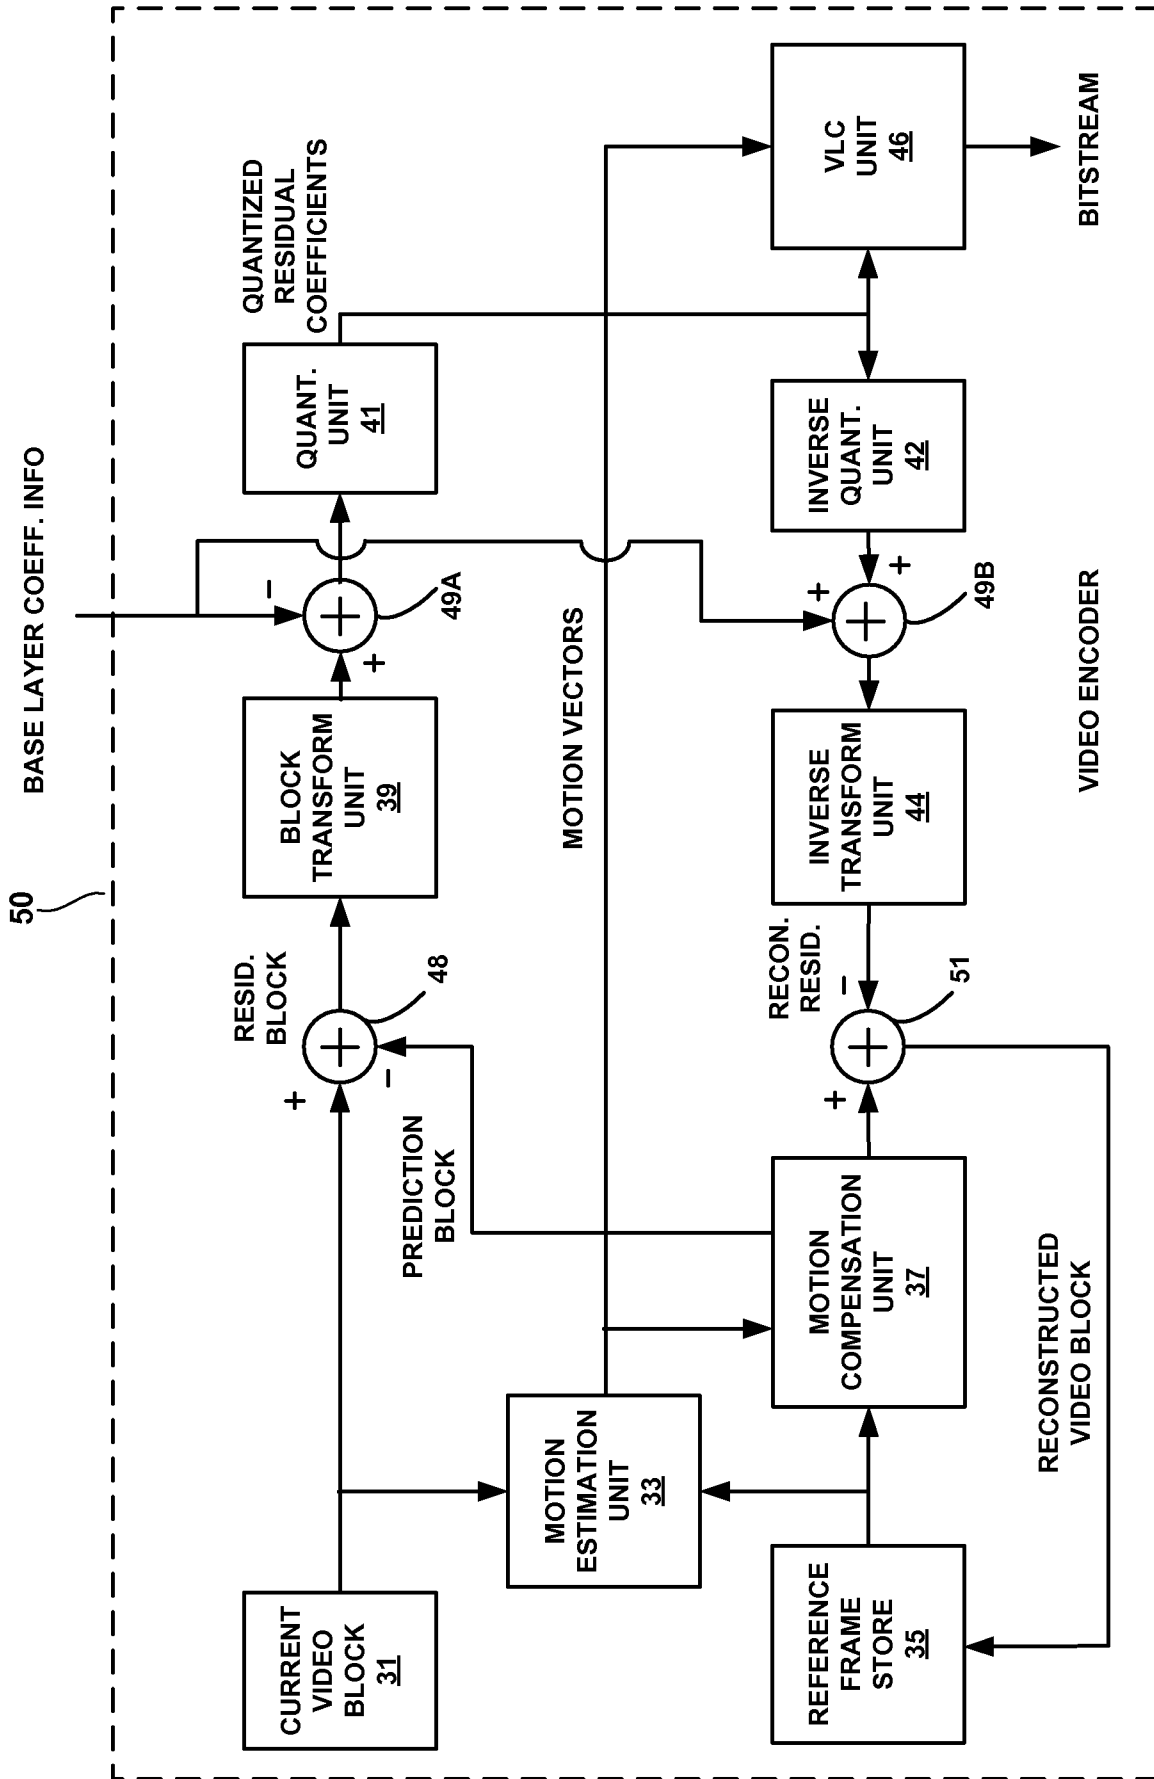 BASE LAYER COEFF. INFO
50
QUANTIZED
RESIDUAL
COEFFICIENTS
RESID.
BLOCK
CURRENT
VIDEO
BLOCK
31
+
-
48
BLOCK
TRANSFORM
UNIT
39
+
-
49A
QUANT.
UNIT
41
PREDICTION
BLOCK
MOTION
ESTIMATION
UNIT
33
MOTION VECTORS
REFERENCE
FRAME
STORE
35
MOTION
COMPENSATION
UNIT
37
+
-
51
RECON.
RESID.
INVERSE
TRANSFORM
UNIT
44
+
+
49B
INVERSE
QUANT.
UNIT
42
VLC
UNIT
46
RECONSTRUCTED
VIDEO BLOCK
VIDEO ENCODER
BITSTREAM